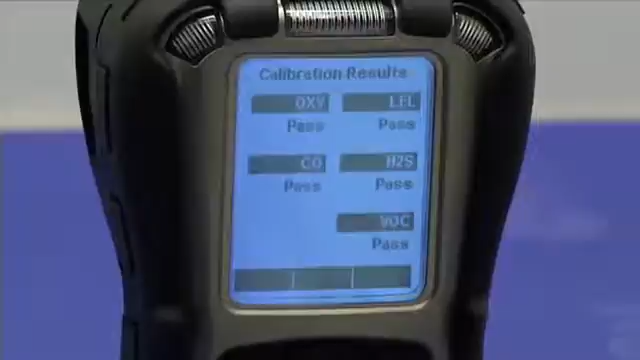 Calibration Results
OXY LEL
Pass Pass
CO H2S
Pass Pass
VOC
Pass